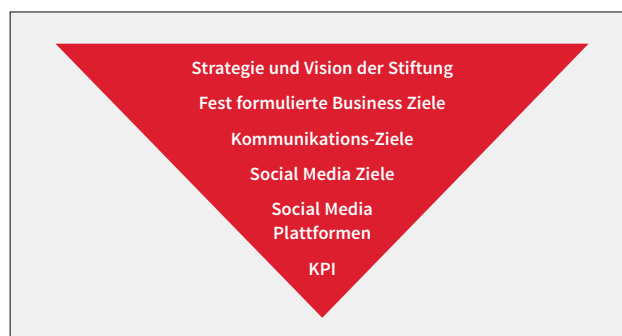 Strategie und Vision der Stiftung
Fest formulierte Business Ziele
Kommunikations-Ziele
Social Media Ziele
Social Media
Plattformen
KPI